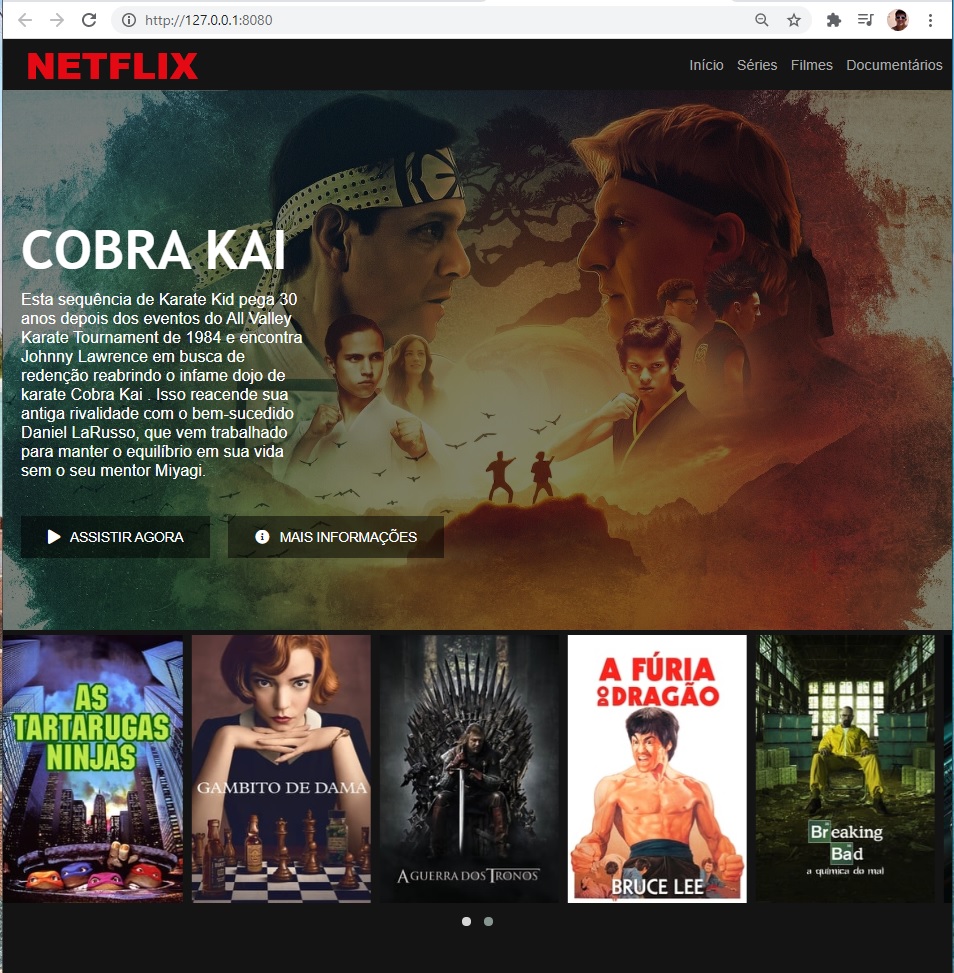 http://127.0.0.1:8080
NETFLIX
Início Séries Filmes Documentários
COBRA KAI
Esta sequência de Karate Kid pega 30
anos depois dos eventos do All Valley
Karate Tournament de 1984 e encontra
Johnny Lawrence em busca de
redenção reabrindo o infame dojo de
karate Cobra Kai . Isso reacende sua
antiga rivalidade com o bem-sucedido
Daniel LaRusso, que vem trabalhado
para manter o equilíbrio em sua vida
sem o seu mentor Miyagi.
ASSISTIR AGORA MAIS INFORMAÇÕES
AS
TARTARUGAS
NINJAS
GAMBITO DE DAMA
A GUERRA DOS TRONOS
A FÚRIA
DO DRAGÃO
BRUCE LEE
Breaking
Bad
a química do mal